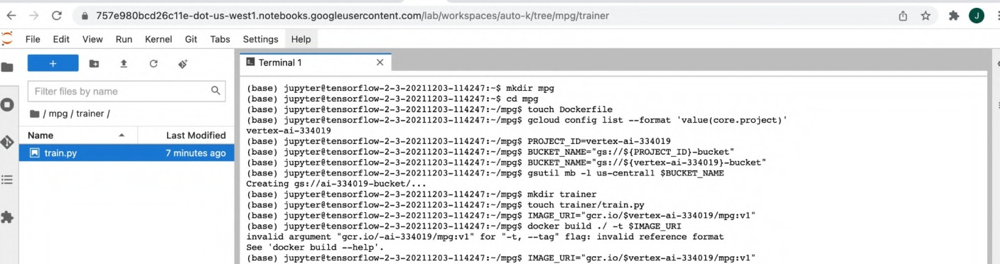 757e980bcd26c11e-dot-us-west1.notebooks.googleusercontent.com/lab/workspaces/auto-k/tree/mpg/trainer
J
File Edit View Run Kernel Git Tabs Settings Help
+
Terminal 1
Filter files by name
/ mpg / trainer /
Name Last Modified
train.py 7 minutes ago
(base) jupyter@tensorflow-2-3-20211203-114247:~$ mkdir mpg
(base) jupyter@tensorflow-2-3-20211203-114247:~$ cd mpg
(base) jupyter@tensorflow-2-3-20211203-114247:~/mpg$ touch Dockerfile
(base) jupyter@tensorflow-2-3-20211203-114247:~/mpg$ gcloud config list --format 'value(core.project)'
vertex-ai-334019
(base) jupyter@tensorflow-2-3-20211203-114247:~/mpg$ PROJECT_ID=vertex-ai-334019
(base) jupyter@tensorflow-2-3-20211203-114247:~/mpg$ BUCKET_NAME="gs://${PROJECT_ID}-bucket"
(base) jupyter@tensorflow-2-3-20211203-114247:~/mpg$ BUCKET_NAME="gs://${vertex-ai-334019}-bucket"
(base) jupyter@tensorflow-2-3-20211203-114247:~/mpg$ gsutil mb -l us-central1 $BUCKET_NAME
Creating gs://ai-334019-bucket/...
(base) jupyter@tensorflow-2-3-20211203-114247:~/mpg$ mkdir trainer
(base) jupyter@tensorflow-2-3-20211203-114247:~/mpg$ touch trainer/train.py
(base) jupyter@tensorflow-2-3-20211203-114247:~/mpg$ IMAGE_URI="gcr.io/$vertex-ai-334019/mpg:v1"
(base) jupyter@tensorflow-2-3-20211203-114247:~/mpg$ docker build ./ -t $IMAGE_URI
invalid argument "gcr.io/-ai-334019/mpg:v1" for "-t, --tag" flag: invalid reference format
See 'docker build --help'.
(base) jupyter@tensorflow-2-3-20211203-114247:~/mpg$ IMAGE_URI="gcr.io/$vertex-ai-334019/mpg:v1"